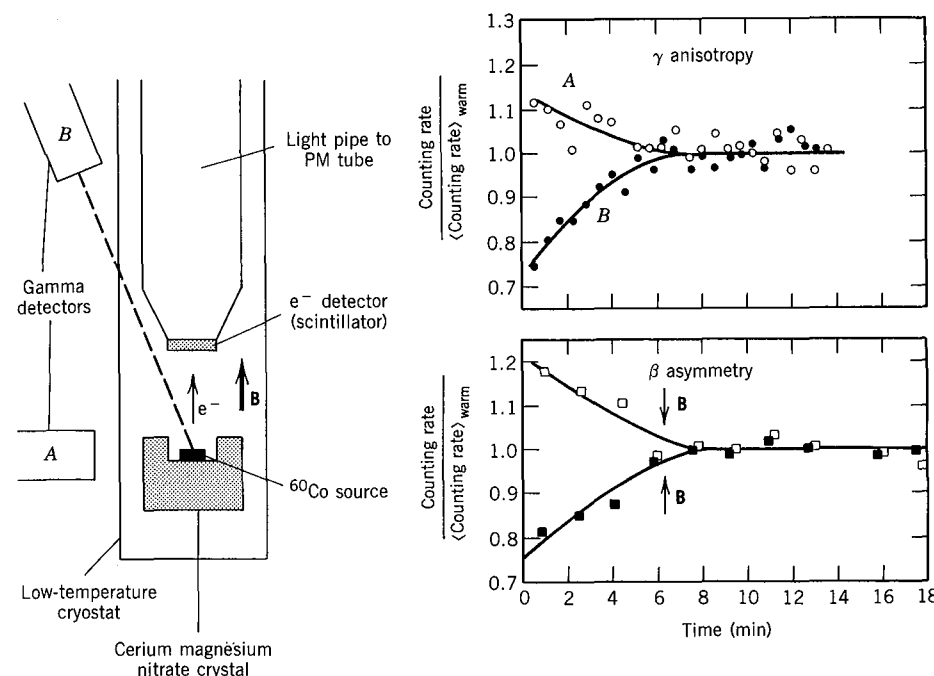 B
Light pipe to
PM tube
Gamma
detectors
e⁻ detector
(scintillator)
e⁻
B
A
⁶⁰Co source
Low-temperature
cryostat
Cerium magnesium
nitrate crystal
Counting rate
⟨Counting rate⟩ warm
1.3
1.2
1.1
1.0
0.9
0.8
0.7
γ anisotropy
A
B
Counting rate
⟨Counting rate⟩ warm
1.2
1.1
1.0
0.9
0.8
0.7
β asymmetry
B
B
0 2 4 6 8 10 12 14 16 18
Time (min)